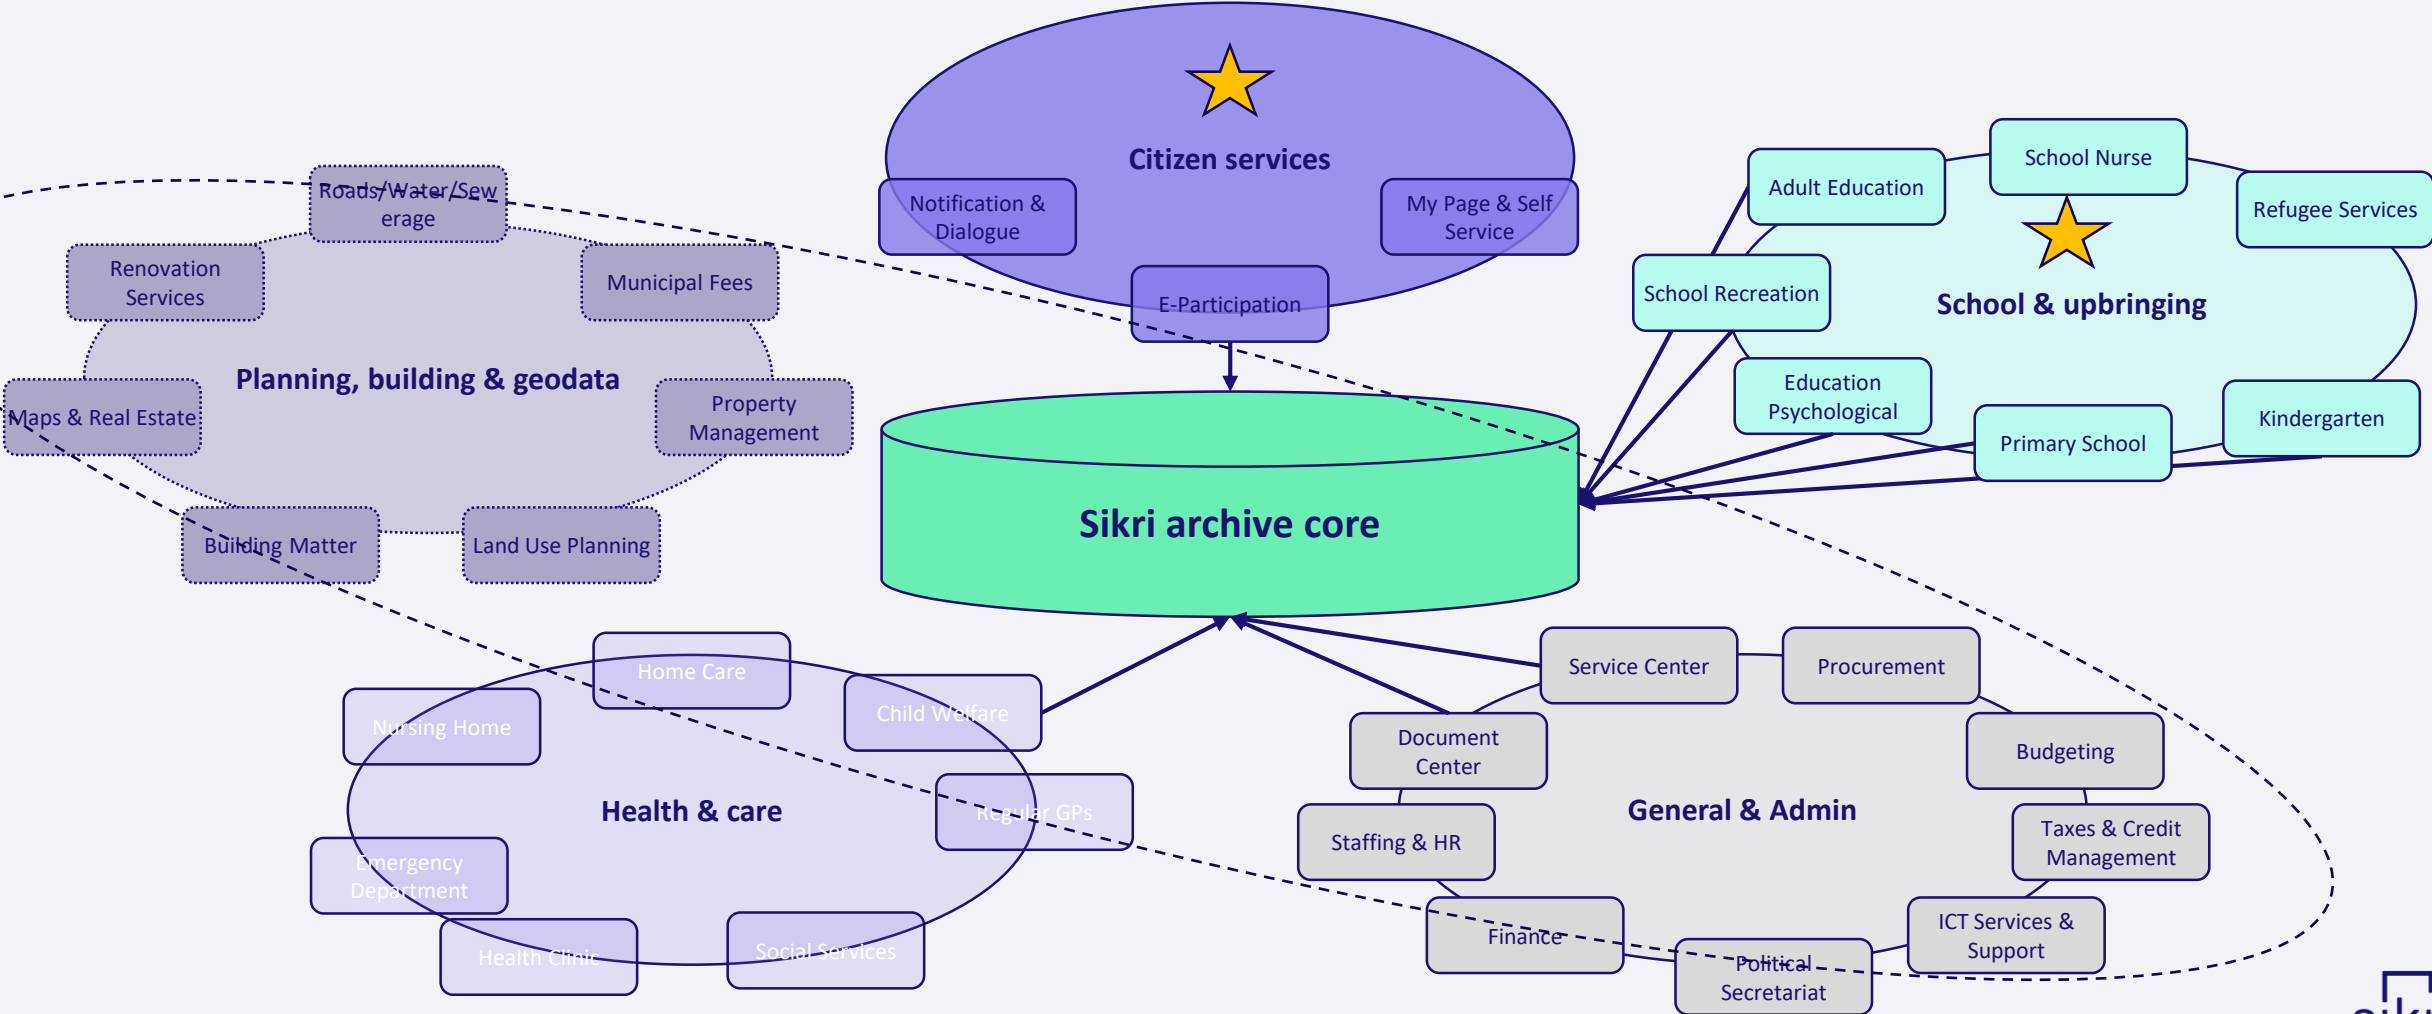 Citizen services
Notification &
Dialogue
My Page & Self
Service
E-Participation
Roads/Water/Sew
erage
Renovation
Services
Municipal Fees
Planning, building & geodata
Maps & Real Estate
Property
Management
Building Matter
Land Use Planning
School Nurse
Adult Education
Refugee Services
School Recreation
School & upbringing
Education
Psychological
Primary School
Kindergarten
Sikri archive core
Home Care
Nursing Home
Child Welfare
Health & care
Regular GPs
Emergency
Department
Health Clinic
Social Services
Service Center
Procurement
Document
Center
Budgeting
General & Admin
Staffing & HR
Taxes & Credit
Management
Finance
ICT Services &
Support
Political
Secretariat